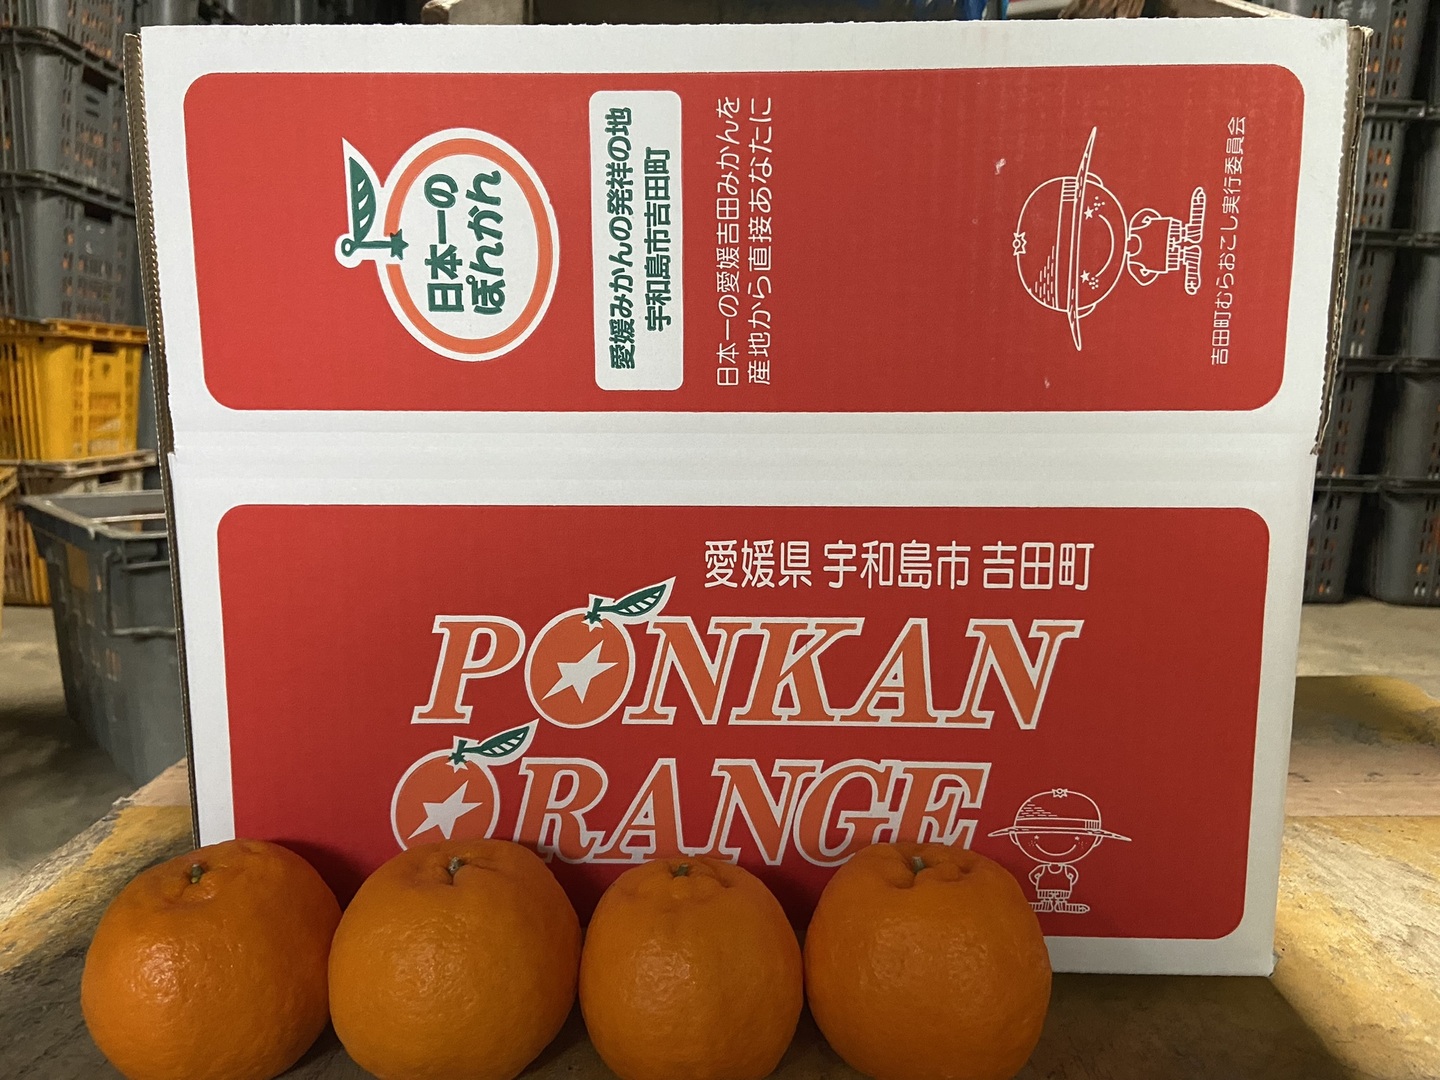 日本一の
ぽんかん
愛媛みかんの発祥の地
宇和島市吉田町
日本一の愛媛吉田みかんを
産地から直接あなたに
吉田町むらおこし実行委員会
愛媛県 宇和島市 吉田町
PONKAN
ORANGE